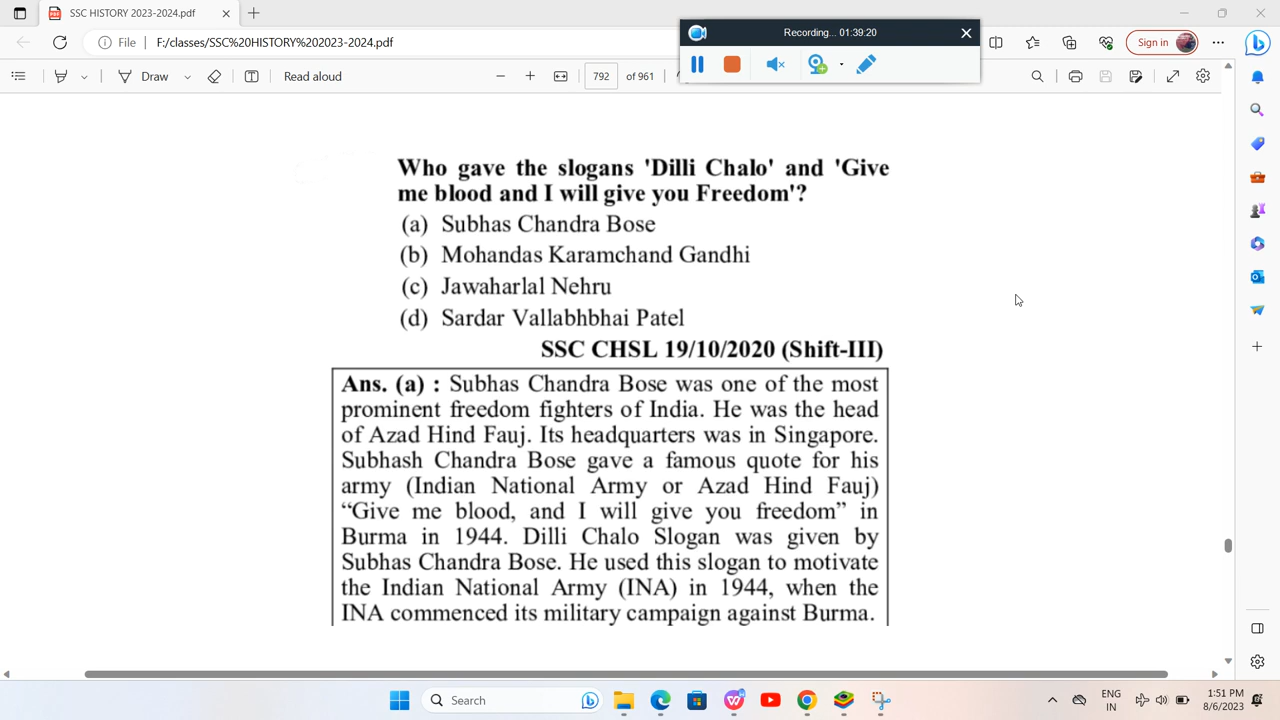 SSC HISTORY 2023-2024.pdf
Recording... 01:39:20
File F:/classes/SSC%20HISTORY%202023-2024.pdf
Sign in
Draw
Read aloud
792 of 961
Who gave the slogans 'Dilli Chalo' and 'Give
me blood and I will give you Freedom'?
(a) Subhas Chandra Bose
(b) Mohandas Karamchand Gandhi
(c) Jawaharlal Nehru
(d) Sardar Vallabhbhai Patel
SSC CHSL 19/10/2020 (Shift-III)
Ans. (a) : Subhas Chandra Bose was one of the most
prominent freedom fighters of India. He was the head
of Azad Hind Fauj. Its headquarters was in Singapore.
Subhash Chandra Bose gave a famous quote for his
army (Indian National Army or Azad Hind Fauj)
“Give me blood, and I will give you freedom” in
Burma in 1944. Dilli Chalo Slogan was given by
Subhas Chandra Bose. He used this slogan to motivate
the Indian National Army (INA) in 1944, when the
INA commenced its military campaign against Burma.
Search
ENG
IN
1:51 PM
8/6/2023